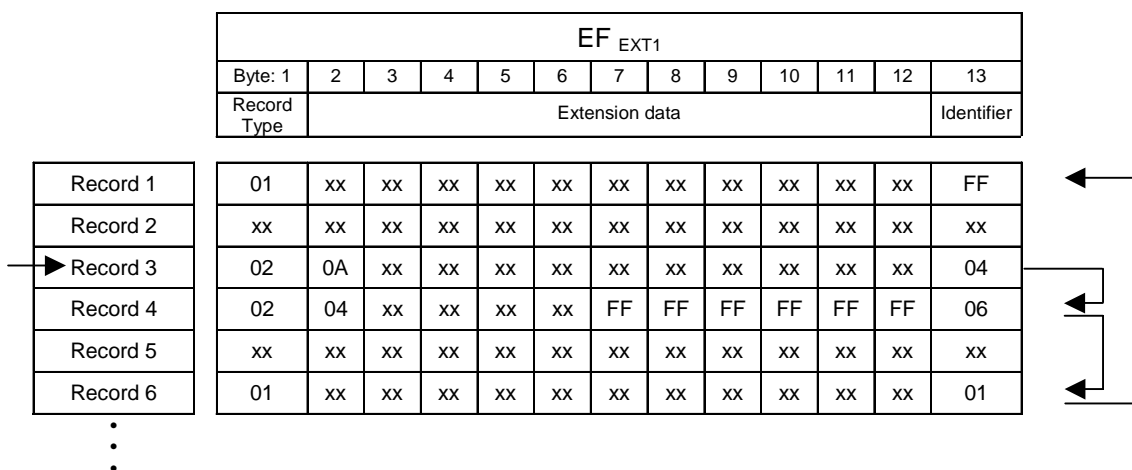 EF EXT1
Byte: 1 2 3 4 5 6 7 8 9 10 11 12 13
Record Type Extension data Identifier
Record 1 01 xx xx xx xx xx xx xx xx xx xx xx FF
Record 2 xx xx xx xx xx xx xx xx xx xx xx xx xx
Record 3 02 0A xx xx xx xx xx xx xx xx xx xx 04
Record 4 02 04 xx xx xx xx FF FF FF FF FF FF 06
Record 5 xx xx xx xx xx xx xx xx xx xx xx xx xx
Record 6 01 xx xx xx xx xx xx xx xx xx xx xx 01